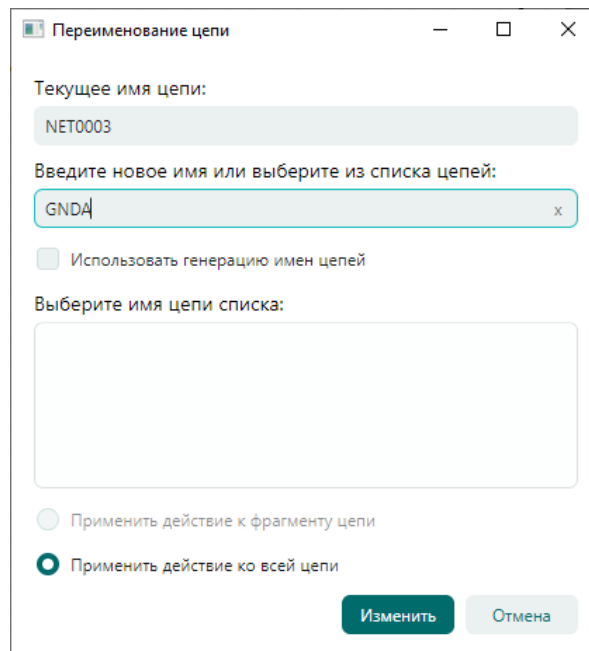 Переименование цепи
Текущее имя цепи:
NET0003
Введите новое имя или выберите из списка цепей:
GNDA x
Использовать генерацию имен цепей
Выберите имя цепи списка:
Применить действие к фрагменту цепи
Применить действие ко всей цепи
Изменить Отмена